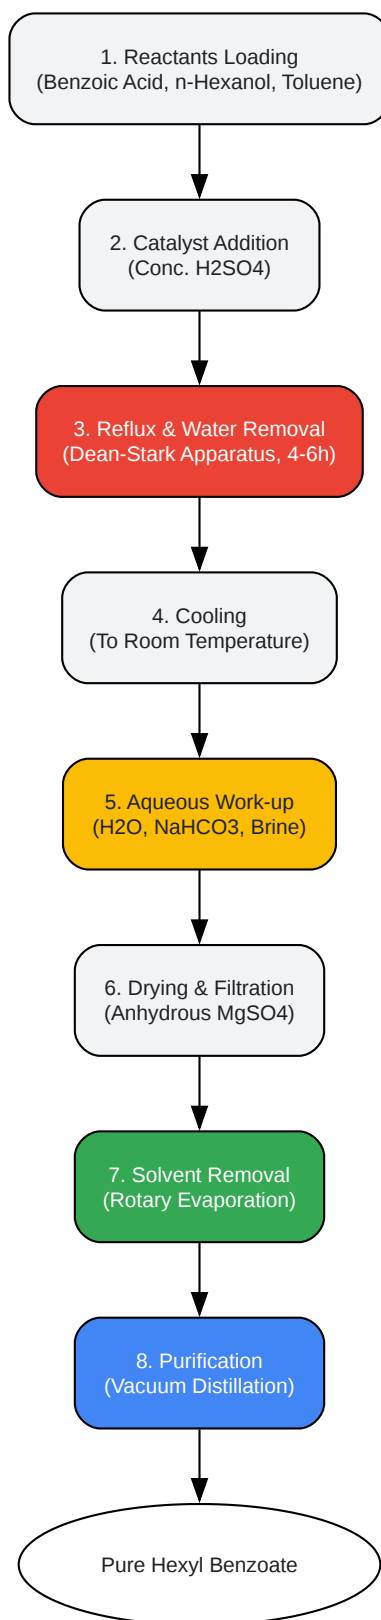 1. Reactants Loading
(Benzoic Acid, n-Hexanol, Toluene)
2. Catalyst Addition
(Conc. H2SO4)
3. Reflux & Water Removal
(Dean-Stark Apparatus, 4-6h)
4. Cooling
(To Room Temperature)
5. Aqueous Work-up
(H2O, NaHCO3, Brine)
6. Drying & Filtration
(Anhydrous MgSO4)
7. Solvent Removal
(Rotary Evaporation)
8. Purification
(Vacuum Distillation)
Pure Hexyl Benzoate